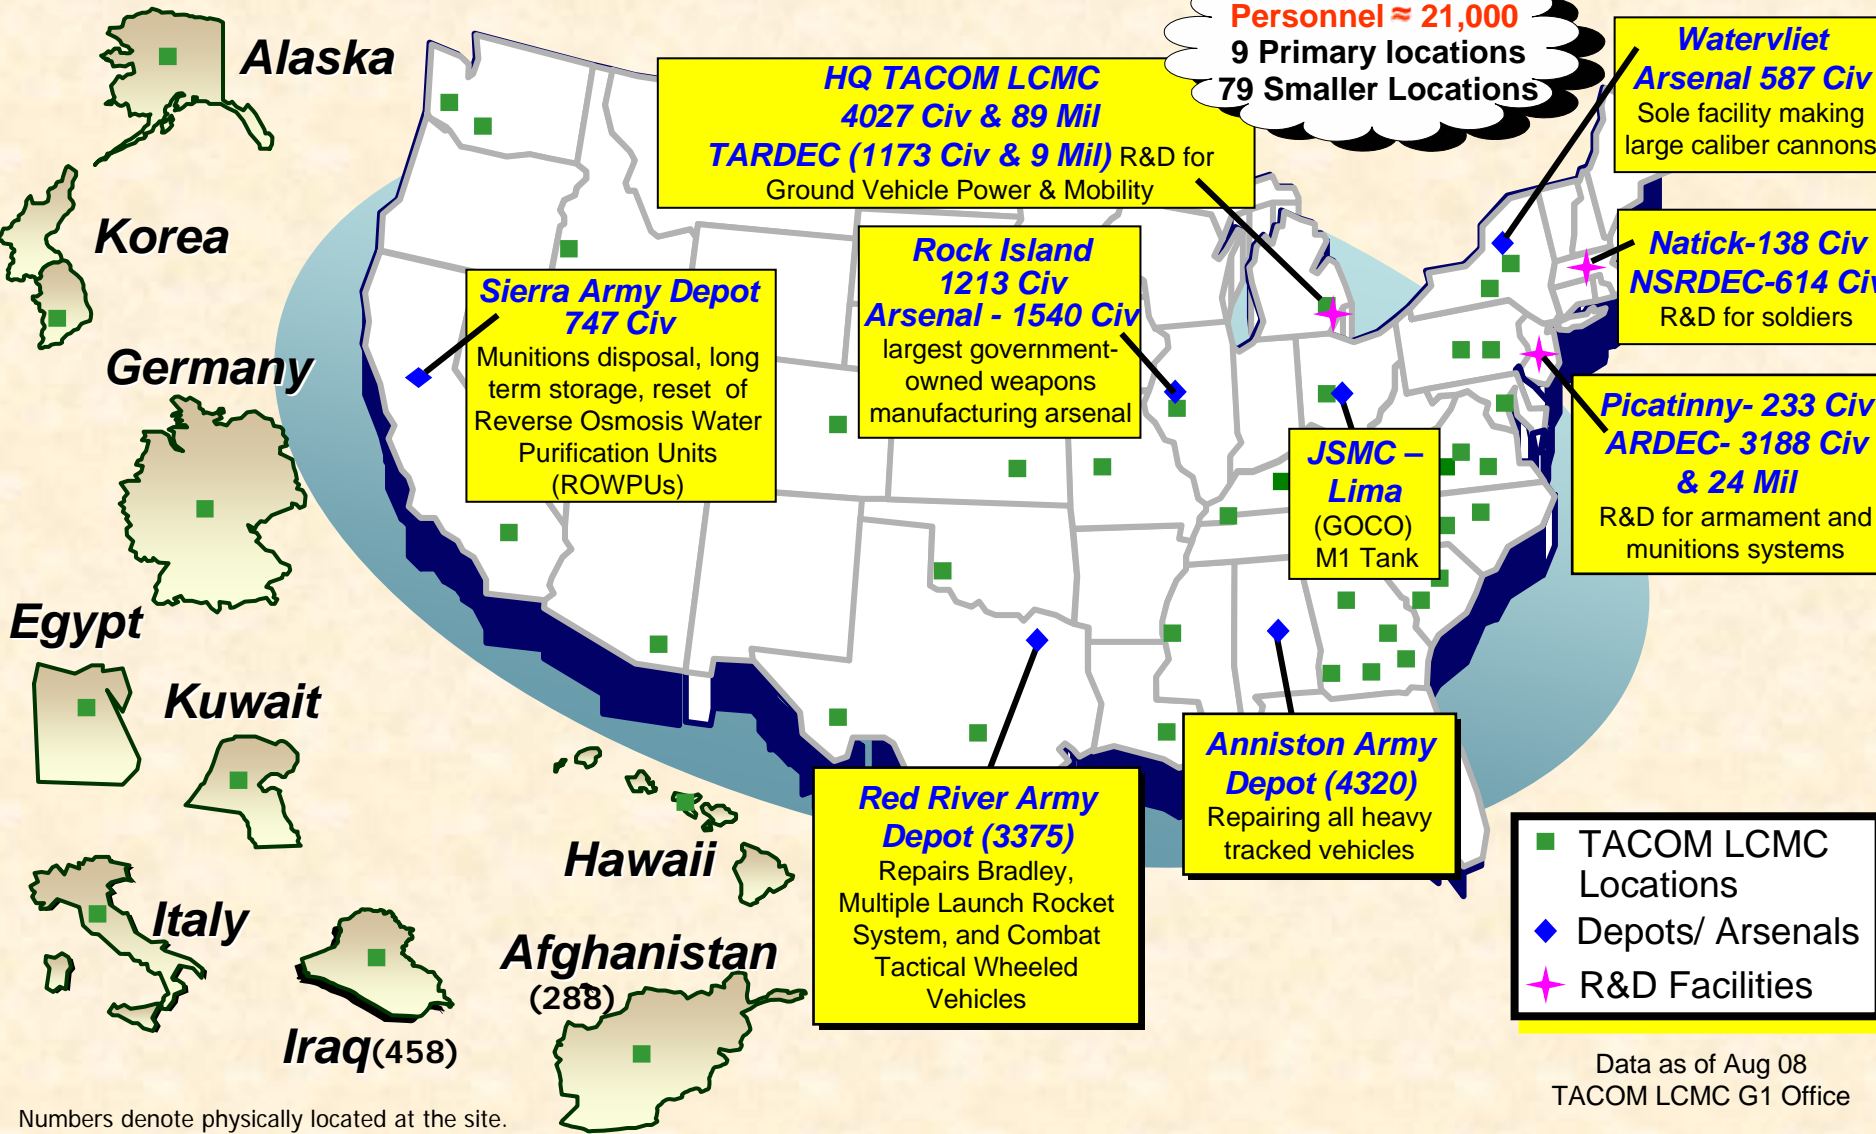 Personnel ≈ 21,000
9 Primary locations
79 Smaller Locations
Alaska
Korea
Germany
Egypt
Kuwait
Italy
Iraq(458)
Hawaii
Afghanistan
(288)
HQ TACOM LCMC
4027 Civ & 89 Mil
TARDEC (1173 Civ & 9 Mil) R&D for
Ground Vehicle Power & Mobility
Watervliet
Arsenal 587 Civ
Sole facility making
large caliber cannons
Natick-138 Civ
NSRDEC-614 Civ
R&D for soldiers
Picatinny- 233 Civ
ARDEC- 3188 Civ
& 24 Mil
R&D for armament and
munitions systems
Sierra Army Depot
747 Civ
Munitions disposal, long
term storage, reset of
Reverse Osmosis Water
Purification Units
(ROWPUs)
Rock Island
1213 Civ
Arsenal - 1540 Civ
largest government-
owned weapons
manufacturing arsenal
JSMC –
Lima
(GOCO)
M1 Tank
Red River Army
Depot (3375)
Repairs Bradley,
Multiple Launch Rocket
System, and Combat
Tactical Wheeled
Vehicles
Anniston Army
Depot (4320)
Repairing all heavy
tracked vehicles
TACOM LCMC
Locations
Depots/ Arsenals
R&D Facilities
Data as of Aug 08
TACOM LCMC G1 Office
Numbers denote physically located at the site.